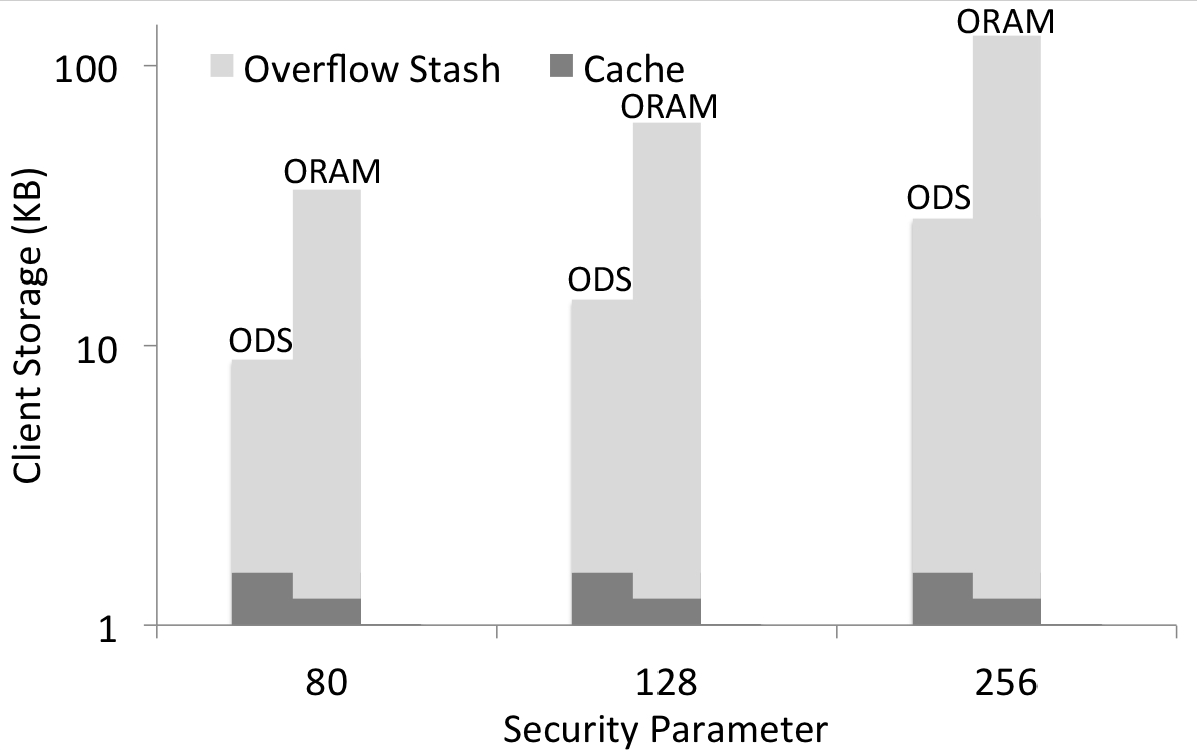 ORAM
100
Overflow Stash
Cache
ORAM
ORAM
ODS
ODS
ODS
10
1
Client Storage (KB)
80
128
256
Security Parameter